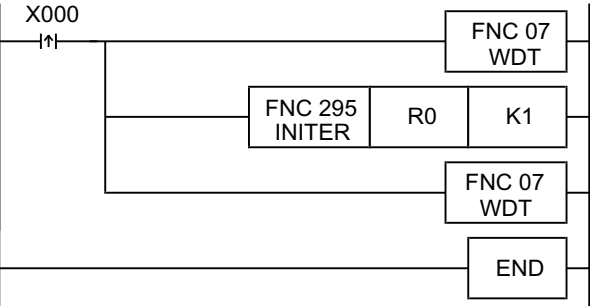 X000
FNC 07
WDT
FNC 295
INITER
R0
K1
FNC 07
WDT
END